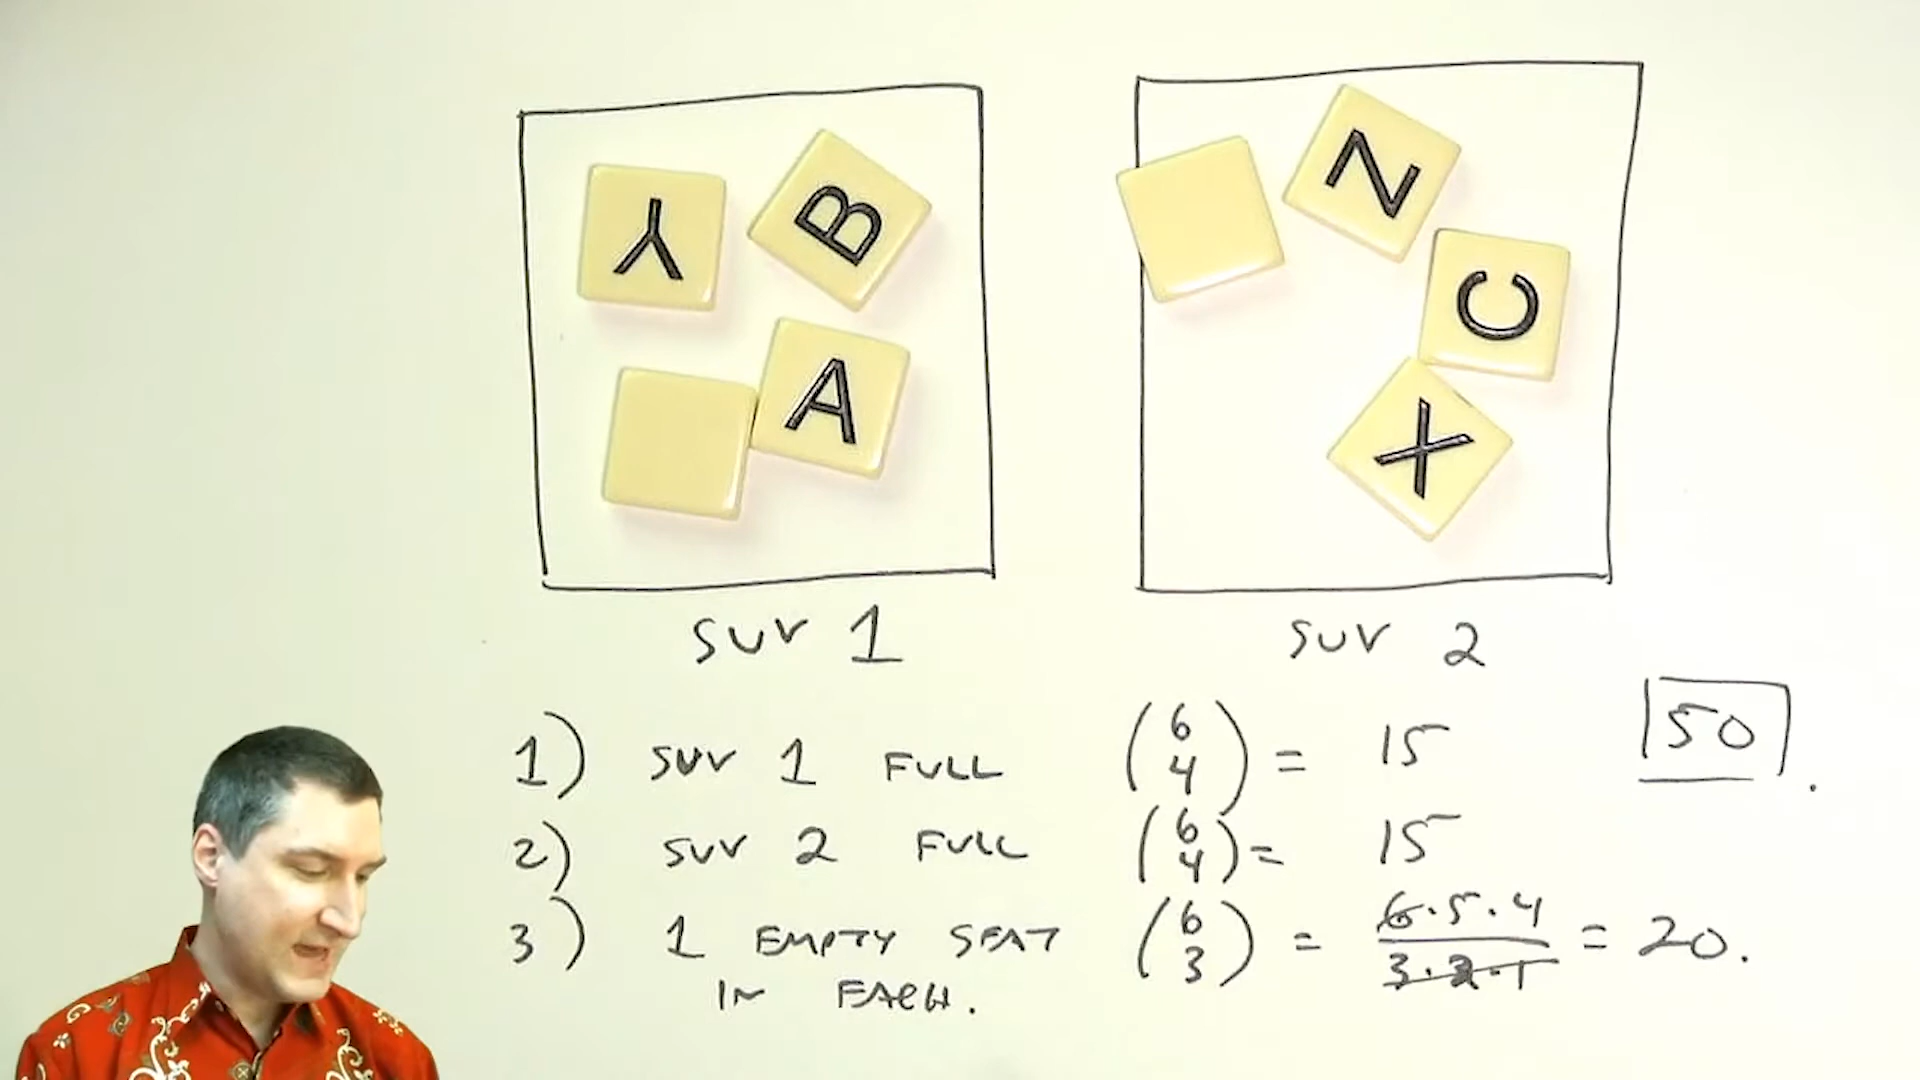 Y B
A
Z
C
X
SUV 1
SUV 2
50
1) SUV 1 FULL (6 4) = 15
2) SUV 2 FULL (6 4) = 15
3) 1 EMPTY SEAT IN EACH. (6 3) = 6·5·4 / 3·2·1 = 20.